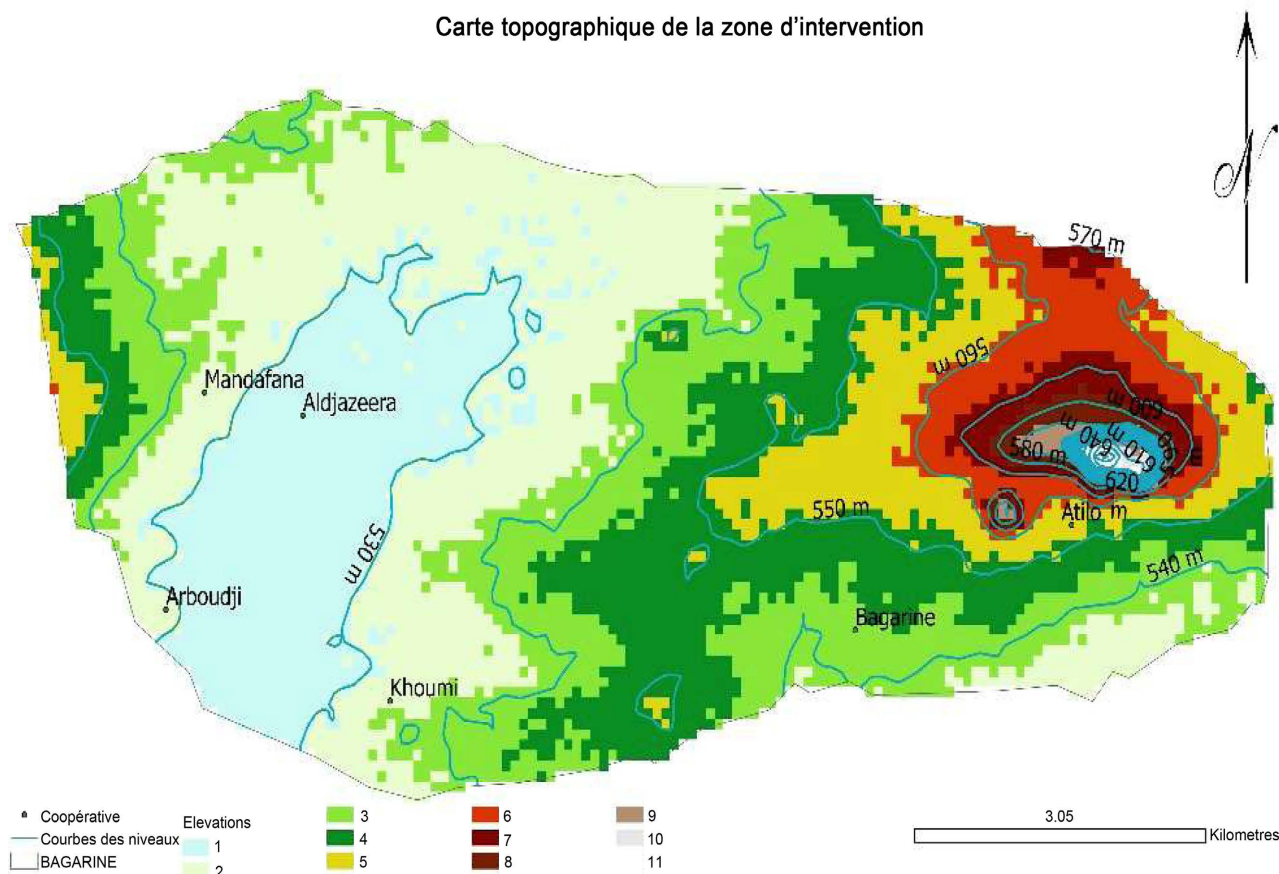 Carte topographique de la zone d'intervention
N
570 m
560 m
Mandafana
Aldjazeera
600 m
640 m
610 m
580 m
620
550 m
Atilo m
530 m
540 m
Arboudji
Bagarine
Khoumi
Coopérative
Courbes des niveaux
BAGARINE
Elevations
1
2
3
4
5
6
7
8
9
10
11
3.05
Kilometres